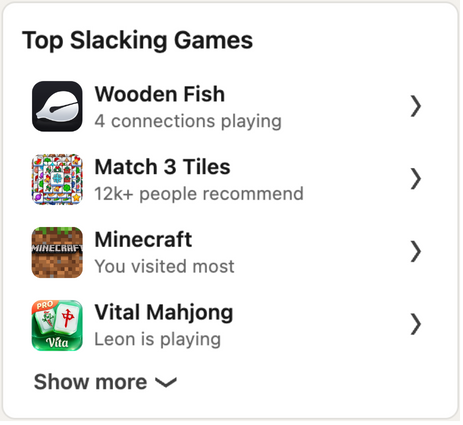 Top Slacking Games
Wooden Fish
4 connections playing
Match 3 Tiles
12k+ people recommend
MINECRAFT
Minecraft
You visited most
PRO
Vita
Vital Mahjong
Leon is playing
Show more